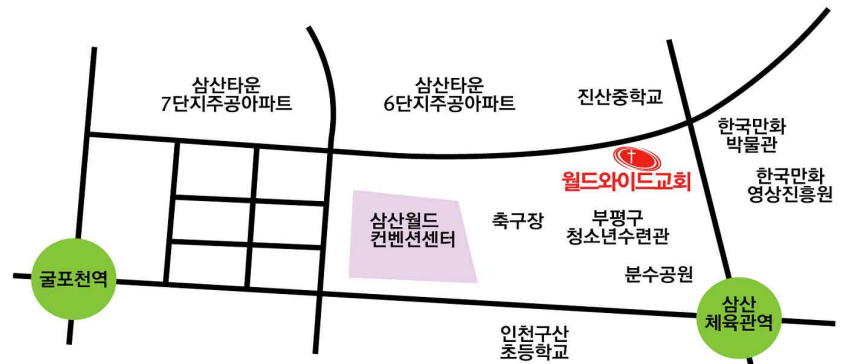 삼산타운
7단지주공아파트
삼산타운
6단지주공아파트
진산중학교
한국만화
박물관
한국만화
영상진흥원
월드와이드교회
삼산월드
컨벤션센터
축구장
부평구
청소년수련관
분수공원
굴포천역
삼산
체육관역
인천구산
초등학교